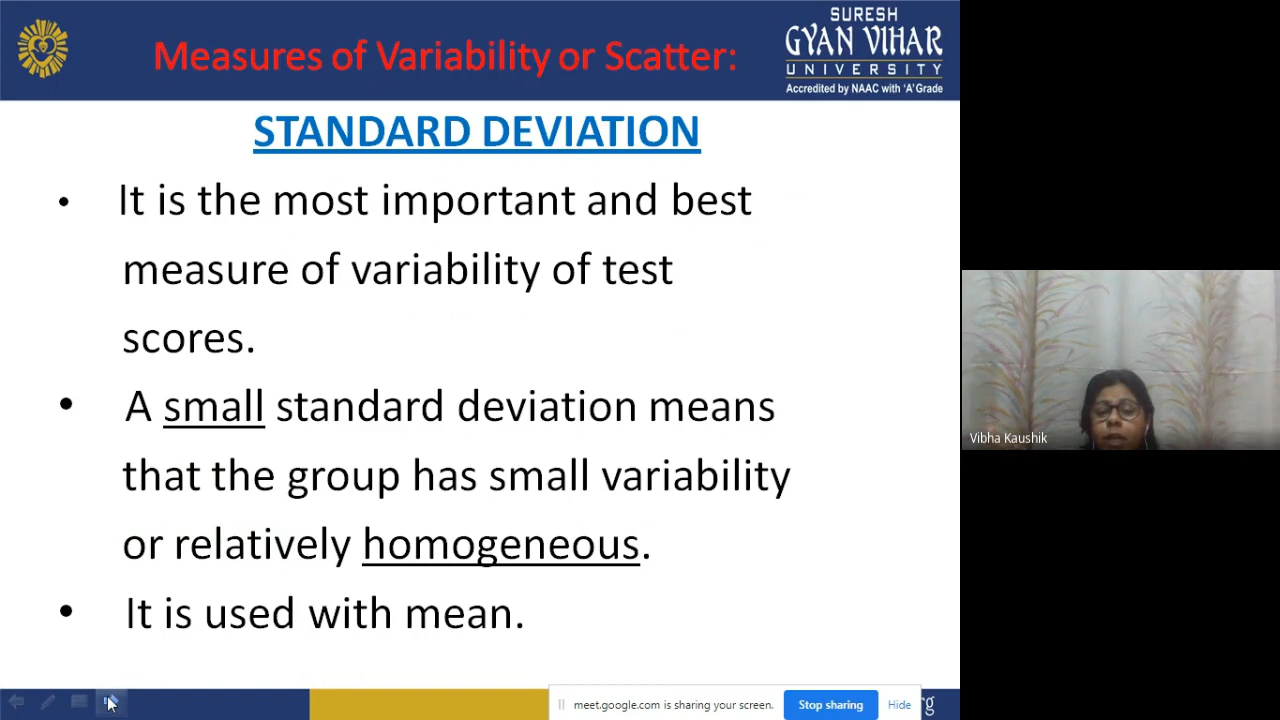 Measures of Variability or Scatter:
SURESH
GYAN VIHAR
UNIVERSITY
Accredited by NAAC with 'A' Grade
STANDARD DEVIATION
• It is the most important and best
measure of variability of test
scores.
• A small standard deviation means
that the group has small variability
or relatively homogeneous.
• It is used with mean.
Vibha Kaushik
meet.google.com is sharing your screen.
Stop sharing
Hide